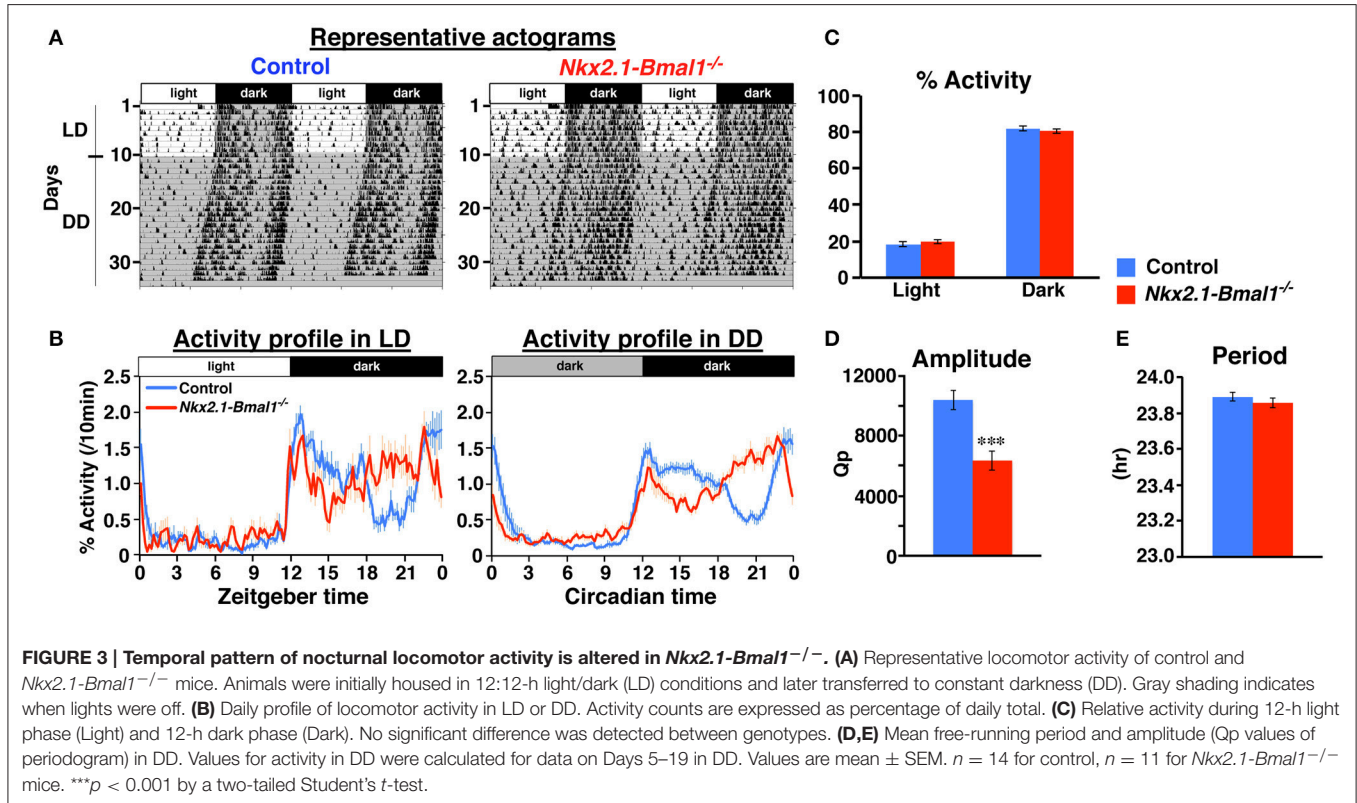 A
Representative actograms
Control
Nkx2.1-Bmal1-/-
light dark light dark
light dark light dark
LD
DD
Days
1
10
20
30
1
10
20
30
B
Activity profile in LD
light dark
% Activity (/10min)
2.5
2.0
1.5
1.0
0.5
0
Control
Nkx2.1-Bmal1-/-
0 3 6 9 12 15 18 21 0
Zeitgeber time
Activity profile in DD
dark dark
2.5
2.0
1.5
1.0
0.5
0
0 3 6 9 12 15 18 21 0
Circadian time
C
% Activity
100
80
60
40
20
0
Light Dark
Control
Nkx2.1-Bmal1-/-
D
Amplitude
Qp
12000
8000
4000
0
***
E
Period
(hr)
24.0
23.8
23.6
23.4
23.2
23.0
FIGURE 3 | Temporal pattern of nocturnal locomotor activity is altered in Nkx2.1-Bmal1−/−. (A) Representative locomotor activity of control and
Nkx2.1-Bmal1−/− mice. Animals were initially housed in 12:12-h light/dark (LD) conditions and later transferred to constant darkness (DD). Gray shading indicates
when lights were off. (B) Daily profile of locomotor activity in LD or DD. Activity counts are expressed as percentage of daily total. (C) Relative activity during 12-h light
phase (Light) and 12-h dark phase (Dark). No significant difference was detected between genotypes. (D,E) Mean free-running period and amplitude (Qp values of
periodogram) in DD. Values for activity in DD were calculated for data on Days 5–19 in DD. Values are mean ± SEM. n = 14 for control, n = 11 for Nkx2.1-Bmal1−/−
mice. ***p < 0.001 by a two-tailed Student's t-test.